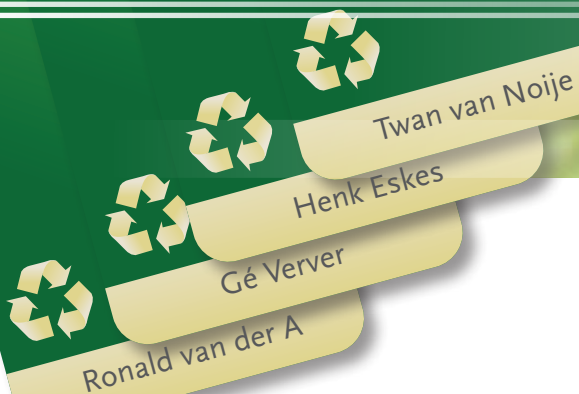 Twan van Noije
Henk Eskes
Gé Verver
Ronald van der A